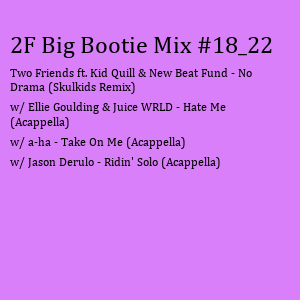 2F Big Bootie Mix #18_22
Two Friends ft. Kid Quill & New Beat Fund - No
Drama (Skulkids Remix)
w/ Ellie Goulding & Juice WRLD - Hate Me
(Acappella)
w/ a-ha - Take On Me (Acappella)
w/ Jason Derulo - Ridin' Solo (Acappella)